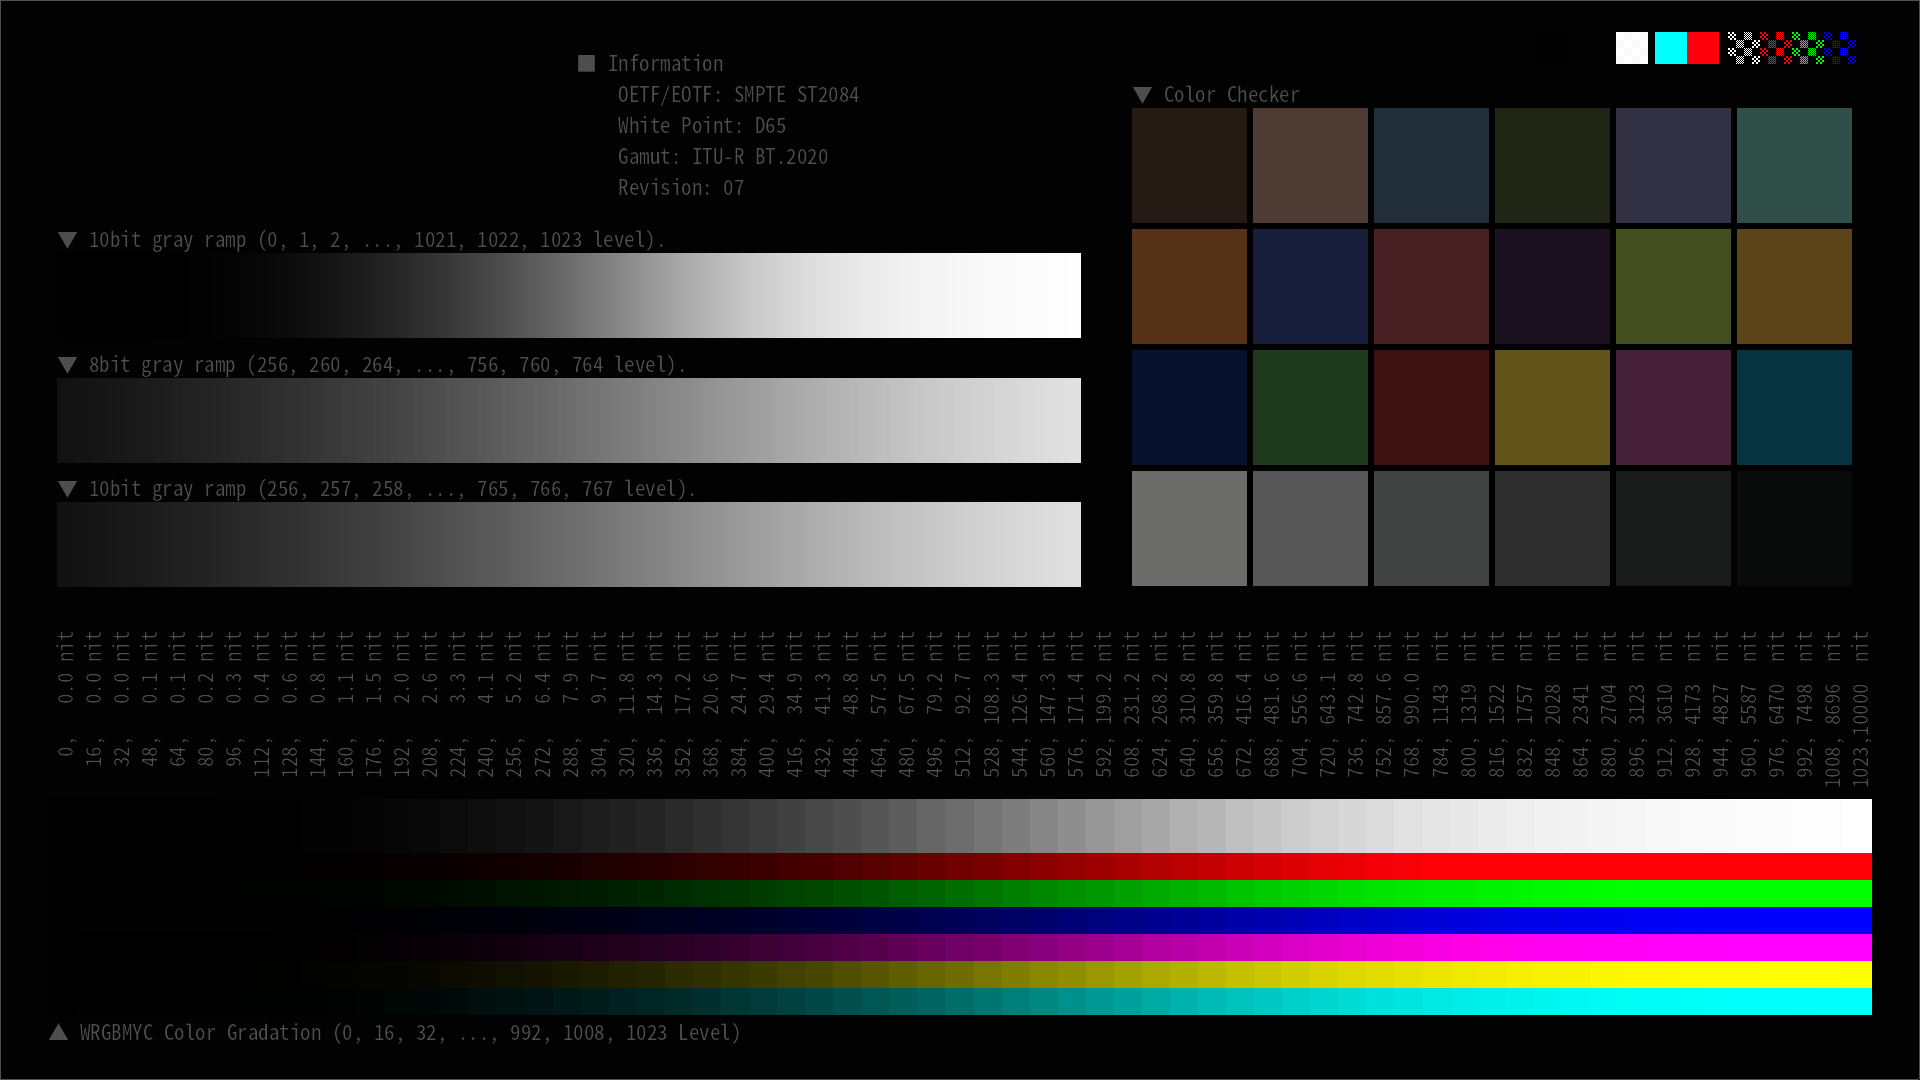 ■ Information
OETF/EOTF: SMPTE ST2084
White Point: D65
Gamut: ITU-R BT.2020
Revision: 07
▼ Color Checker
▼ 10bit gray ramp (0, 1, 2, ..., 1021, 1022, 1023 level).
▼ 8bit gray ramp (256, 260, 264, ..., 756, 760, 764 level).
▼ 10bit gray ramp (256, 257, 258, ..., 765, 766, 767 level).
0, 0.0 nit
16, 0.0 nit
32, 0.0 nit
48, 0.1 nit
64, 0.1 nit
80, 0.2 nit
96, 0.3 nit
112, 0.4 nit
128, 0.6 nit
144, 0.8 nit
160, 1.1 nit
176, 1.5 nit
192, 2.0 nit
208, 2.6 nit
224, 3.3 nit
240, 4.1 nit
256, 5.2 nit
272, 6.4 nit
288, 7.9 nit
304, 9.7 nit
320, 11.8 nit
336, 14.3 nit
352, 17.2 nit
368, 20.6 nit
384, 24.7 nit
400, 29.4 nit
416, 34.9 nit
432, 41.3 nit
448, 48.8 nit
464, 57.5 nit
480, 67.5 nit
496, 79.2 nit
512, 92.7 nit
528, 108.3 nit
544, 126.4 nit
560, 147.3 nit
576, 171.4 nit
592, 199.2 nit
608, 231.2 nit
624, 268.2 nit
640, 310.8 nit
656, 359.8 nit
672, 416.4 nit
688, 481.6 nit
704, 556.6 nit
720, 643.1 nit
736, 742.8 nit
752, 857.6 nit
768, 990.0 nit
784, 1143 nit
800, 1319 nit
816, 1522 nit
832, 1757 nit
848, 2028 nit
864, 2341 nit
880, 2704 nit
896, 3123 nit
912, 3610 nit
928, 4173 nit
944, 4827 nit
960, 5587 nit
976, 6470 nit
992, 7498 nit
1008, 8696 nit
1023,10000 nit
▲ WRGBMYC Color Gradation (0, 16, 32, ..., 992, 1008, 1023 Level)